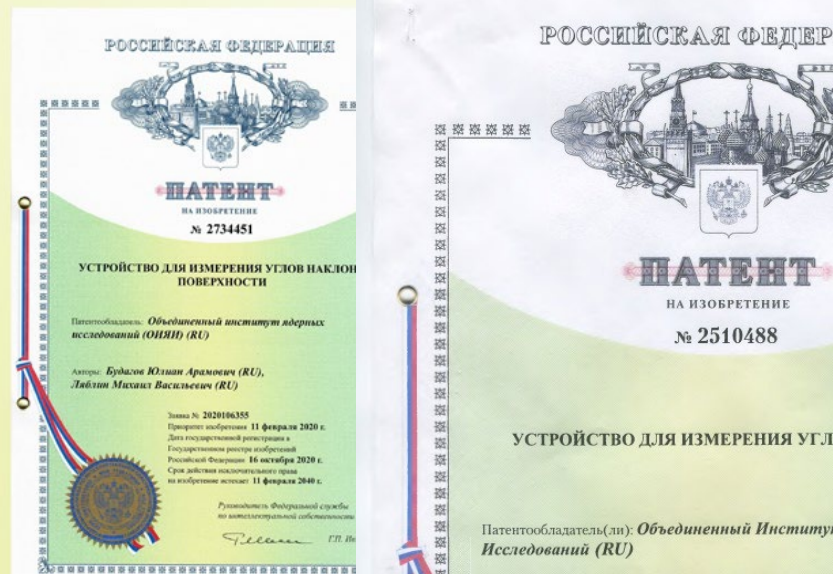 РОССИЙСКАЯ ФЕДЕРАЦИЯ
ПАТЕНТ
НА ИЗОБРЕТЕНИЕ
№ 2734451
УСТРОЙСТВО ДЛЯ ИЗМЕРЕНИЯ УГЛОВ НАКЛОН
ПОВЕРХНОСТИ
Патентообладатель: Объединенный институт ядерных
исследований (ОИЯИ) (RU)
Авторы: Будагов Юлиан Арамович (RU),
Ляблин Михаил Васильевич (RU)
Заявка № 2020106355
Приоритет изобретения 11 февраля 2020 г.
Дата государственной регистрации в
Государственном реестре изобретений
Российской Федерации 16 октября 2020 г.
Срок действия исключительного права
на изобретение истекает 11 февраля 2040 г.
Руководитель Федеральной службы
по интеллектуальной собственности
Г.П. Ив
РОССИЙСКАЯ ФЕДЕР
ПАТЕНТ
НА ИЗОБРЕТЕНИЕ
№ 2510488
УСТРОЙСТВО ДЛЯ ИЗМЕРЕНИЯ УГЛ
Патентообладатель(ли): Объединенный Институ
Исследований (RU)